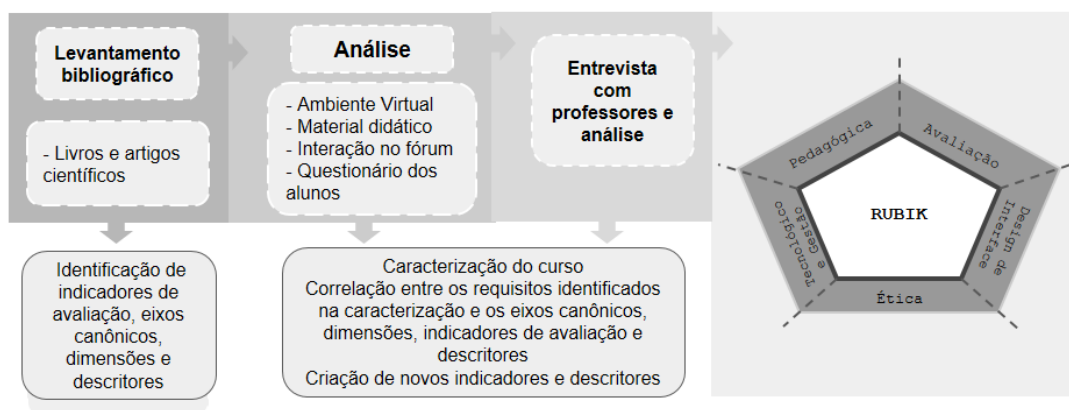 Levantamento
bibliográfico
- Livros e artigos
científicos
Identificação de
indicadores de
avaliação, eixos
canônicos,
dimensões e
descritores
Análise
- Ambiente Virtual
- Material didático
- Interação no fórum
- Questionário dos
alunos
Entrevista
com
professores e
análise
Caracterização do curso
Correlação entre os requisitos identificados
na caracterização e os eixos canônicos,
dimensões, indicadores de avaliação e
descritores
Criação de novos indicadores e descritores
Pedagógica
Avaliação
Tecnológico
e Gestão
RUBIK
Design de
Interface
Ética